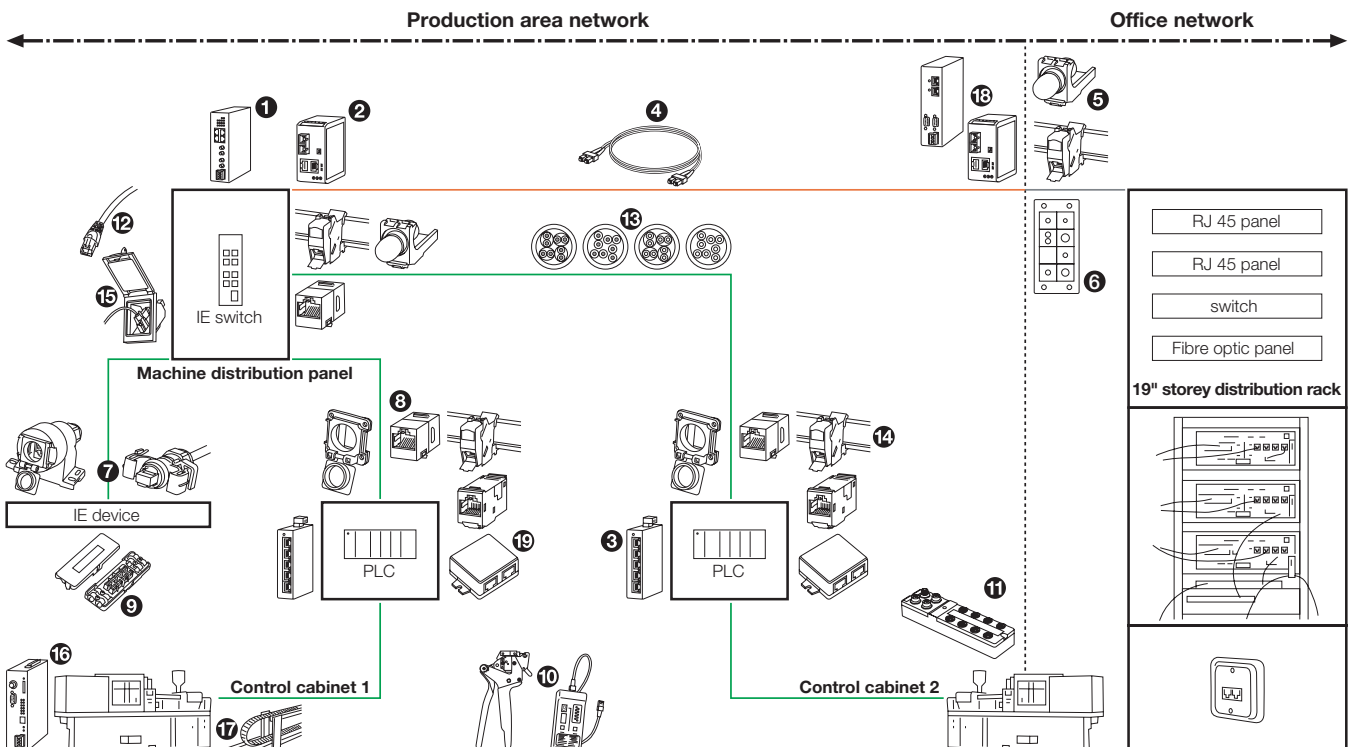 Production area network
Office network
1
2
4
18
5
12
13
RJ 45 panel
RJ 45 panel
15
6
IE switch
switch
Fibre optic panel
Machine distribution panel
19" storey distribution rack
8
14
7
IE device
3
19
PLC
PLC
9
11
16
10
Control cabinet 1
Control cabinet 2
17